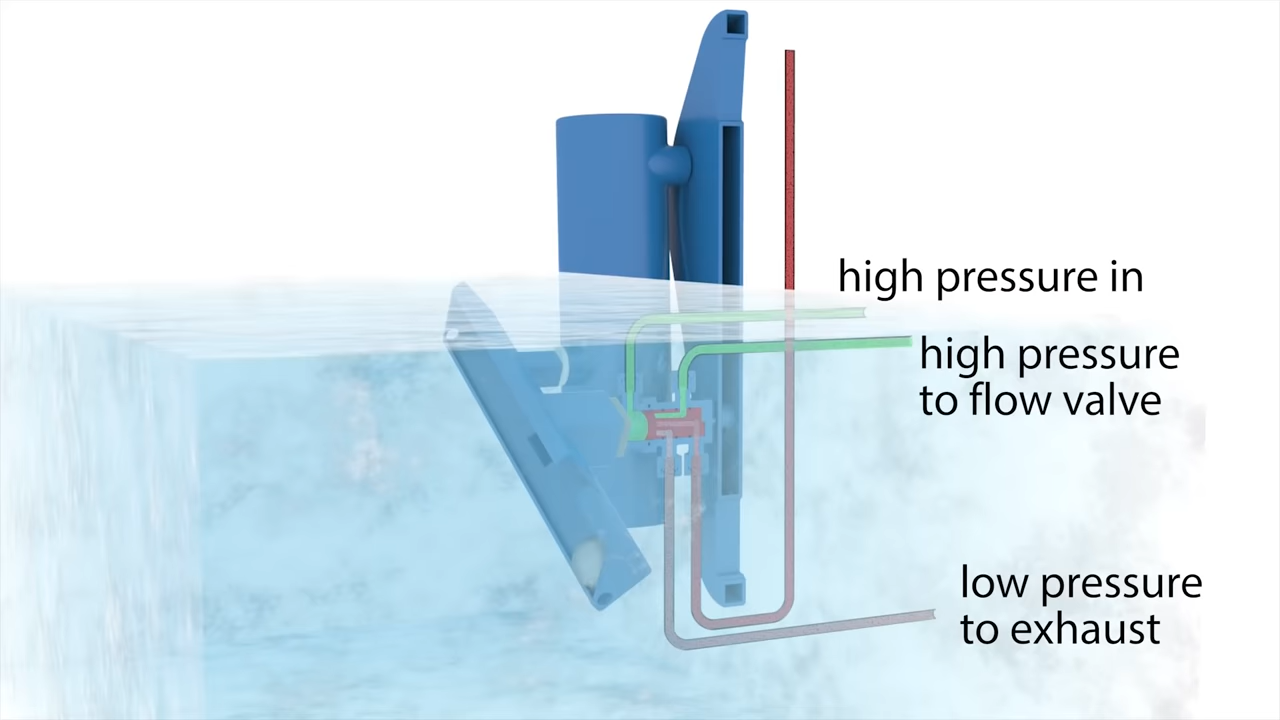 high pressure in
high pressure
to flow valve
low pressure
to exhaust